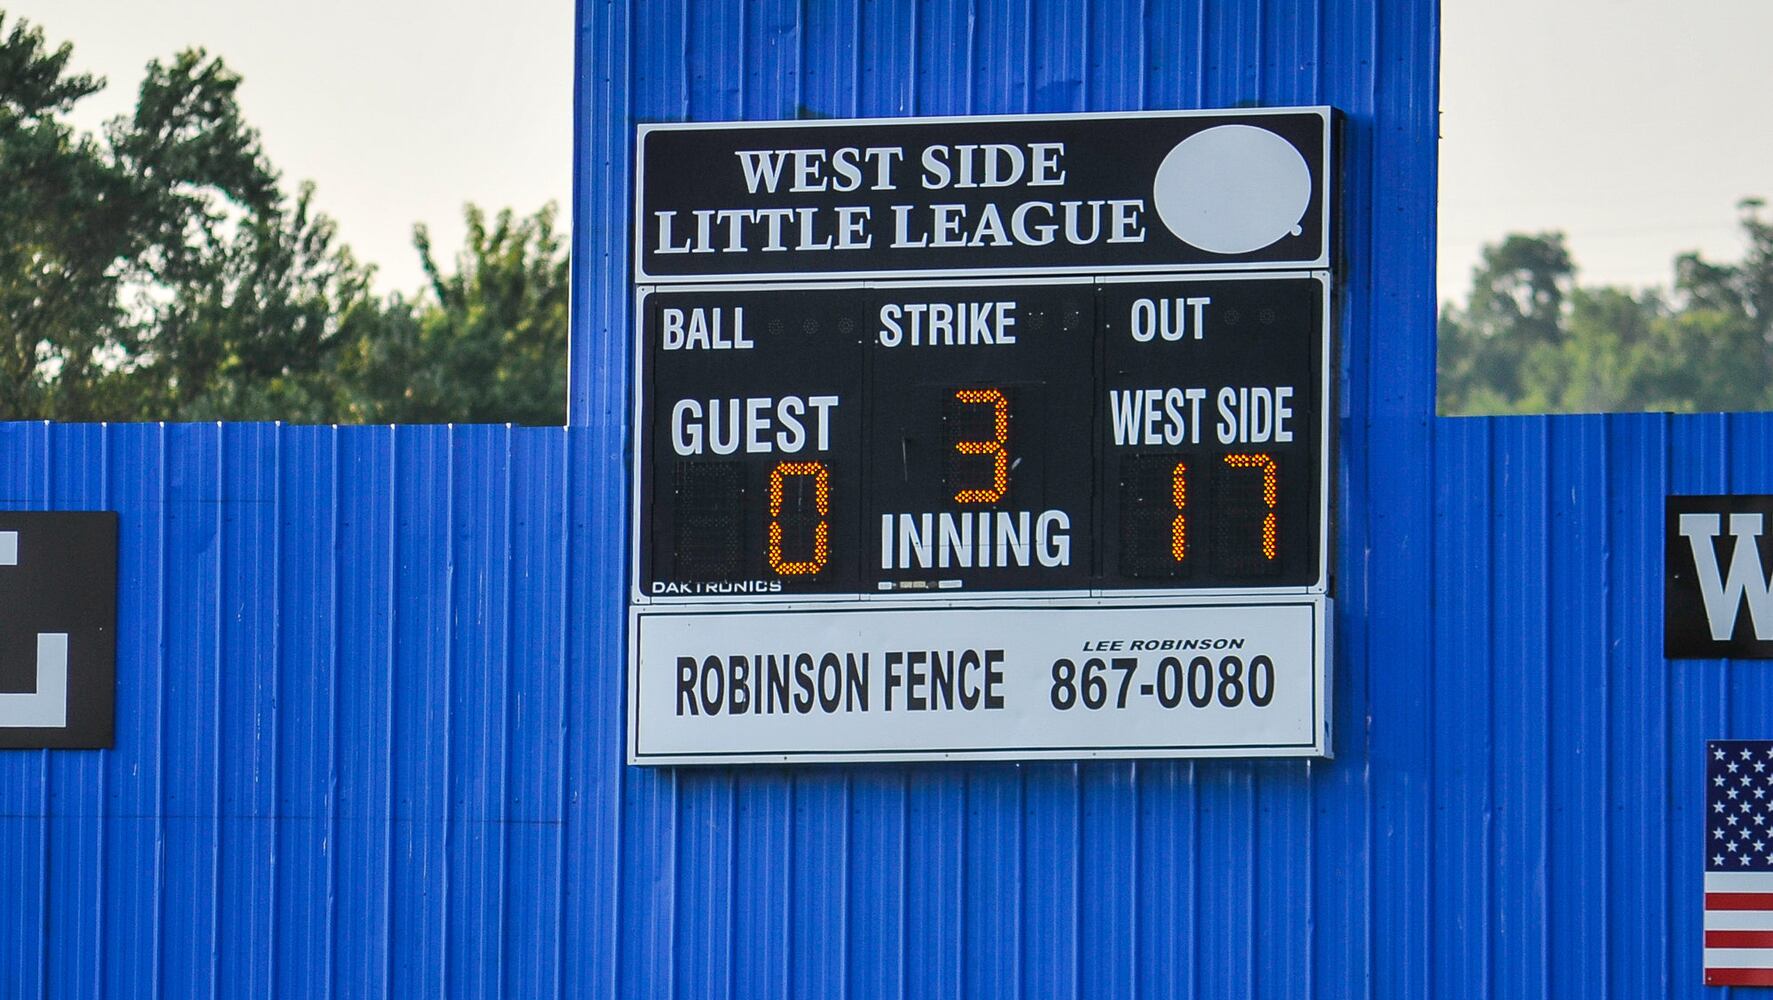 WEST SIDE
LITTLE LEAGUE
BALL STRIKE OUT
GUEST 3 WEST SIDE
0 INNING 17
DAKTRONICS
ROBINSON FENCE LEE ROBINSON
867-0080
W